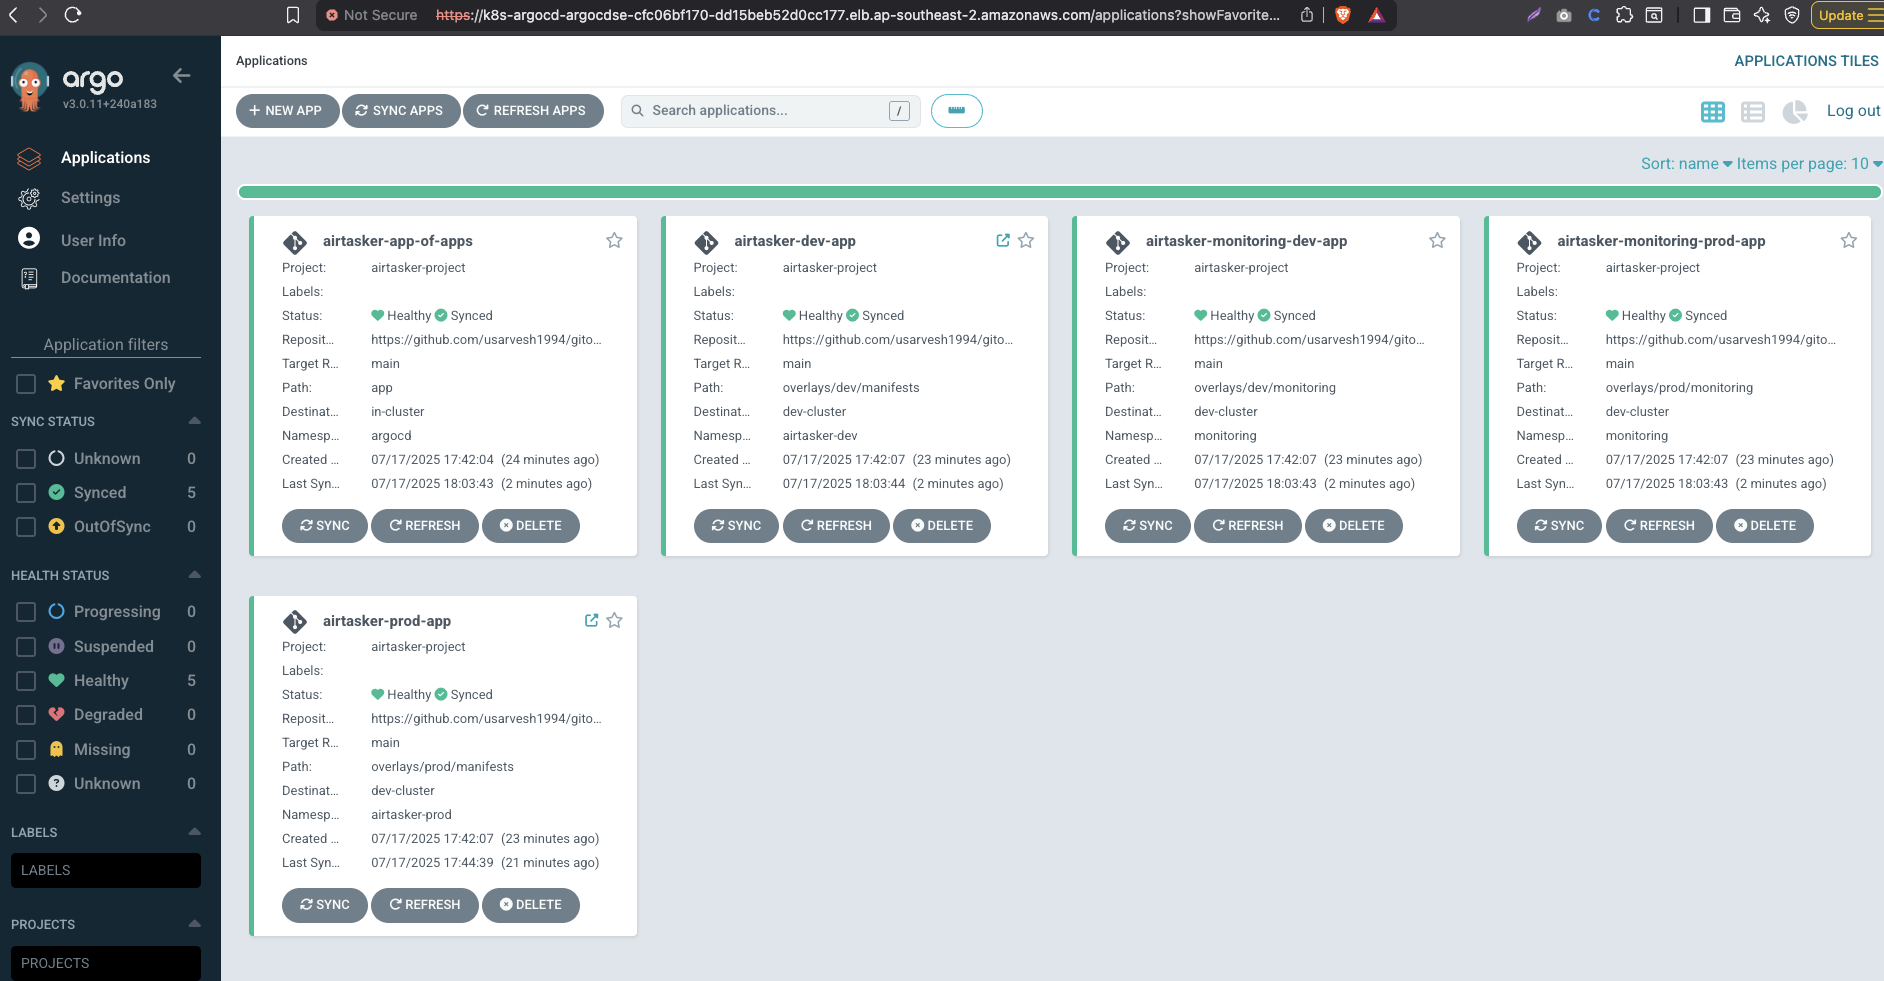 Not Secure https://k8s-argocd-argocdse-cfc06bf170-dd15beb52d0cc177.elb.ap-southeast-2.amazonaws.com/applications?showFavorite... Update
argo
v3.0.11+240a183
Applications
Settings
User Info
Documentation
Application filters
Favorites Only
SYNC STATUS
Unknown 0
Synced 5
OutOfSync 0
HEALTH STATUS
Progressing 0
Suspended 0
Healthy 5
Degraded 0
Missing 0
Unknown 0
LABELS
LABELS
PROJECTS
PROJECTS
Applications APPLICATIONS TILES
NEW APP SYNC APPS REFRESH APPS Search applications... / Log out
Sort: name Items per page: 10
airtasker-app-of-apps
Project: airtasker-project
Labels:
Status: Healthy Synced
Reposit... https://github.com/usarvesh1994/gito...
Target R... main
Path: app
Destinat... in-cluster
Namesp... argocd
Created ... 07/17/2025 17:42:04 (24 minutes ago)
Last Syn... 07/17/2025 18:03:43 (2 minutes ago)
SYNC REFRESH DELETE
airtasker-dev-app
Project: airtasker-project
Labels:
Status: Healthy Synced
Reposit... https://github.com/usarvesh1994/gito...
Target R... main
Path: overlays/dev/manifests
Destinat... dev-cluster
Namesp... airtasker-dev
Created ... 07/17/2025 17:42:07 (23 minutes ago)
Last Syn... 07/17/2025 18:03:44 (2 minutes ago)
SYNC REFRESH DELETE
airtasker-monitoring-dev-app
Project: airtasker-project
Labels:
Status: Healthy Synced
Reposit... https://github.com/usarvesh1994/gito...
Target R... main
Path: overlays/dev/monitoring
Destinat... dev-cluster
Namesp... monitoring
Created ... 07/17/2025 17:42:07 (23 minutes ago)
Last Syn... 07/17/2025 18:03:43 (2 minutes ago)
SYNC REFRESH DELETE
airtasker-monitoring-prod-app
Project: airtasker-project
Labels:
Status: Healthy Synced
Reposit... https://github.com/usarvesh1994/gito...
Target R... main
Path: overlays/prod/monitoring
Destinat... dev-cluster
Namesp... monitoring
Created ... 07/17/2025 17:42:07 (23 minutes ago)
Last Syn... 07/17/2025 18:03:43 (2 minutes ago)
SYNC REFRESH DELETE
airtasker-prod-app
Project: airtasker-project
Labels:
Status: Healthy Synced
Reposit... https://github.com/usarvesh1994/gito...
Target R... main
Path: overlays/prod/manifests
Destinat... dev-cluster
Namesp... airtasker-prod
Created ... 07/17/2025 17:42:07 (23 minutes ago)
Last Syn... 07/17/2025 17:44:39 (21 minutes ago)
SYNC REFRESH DELETE